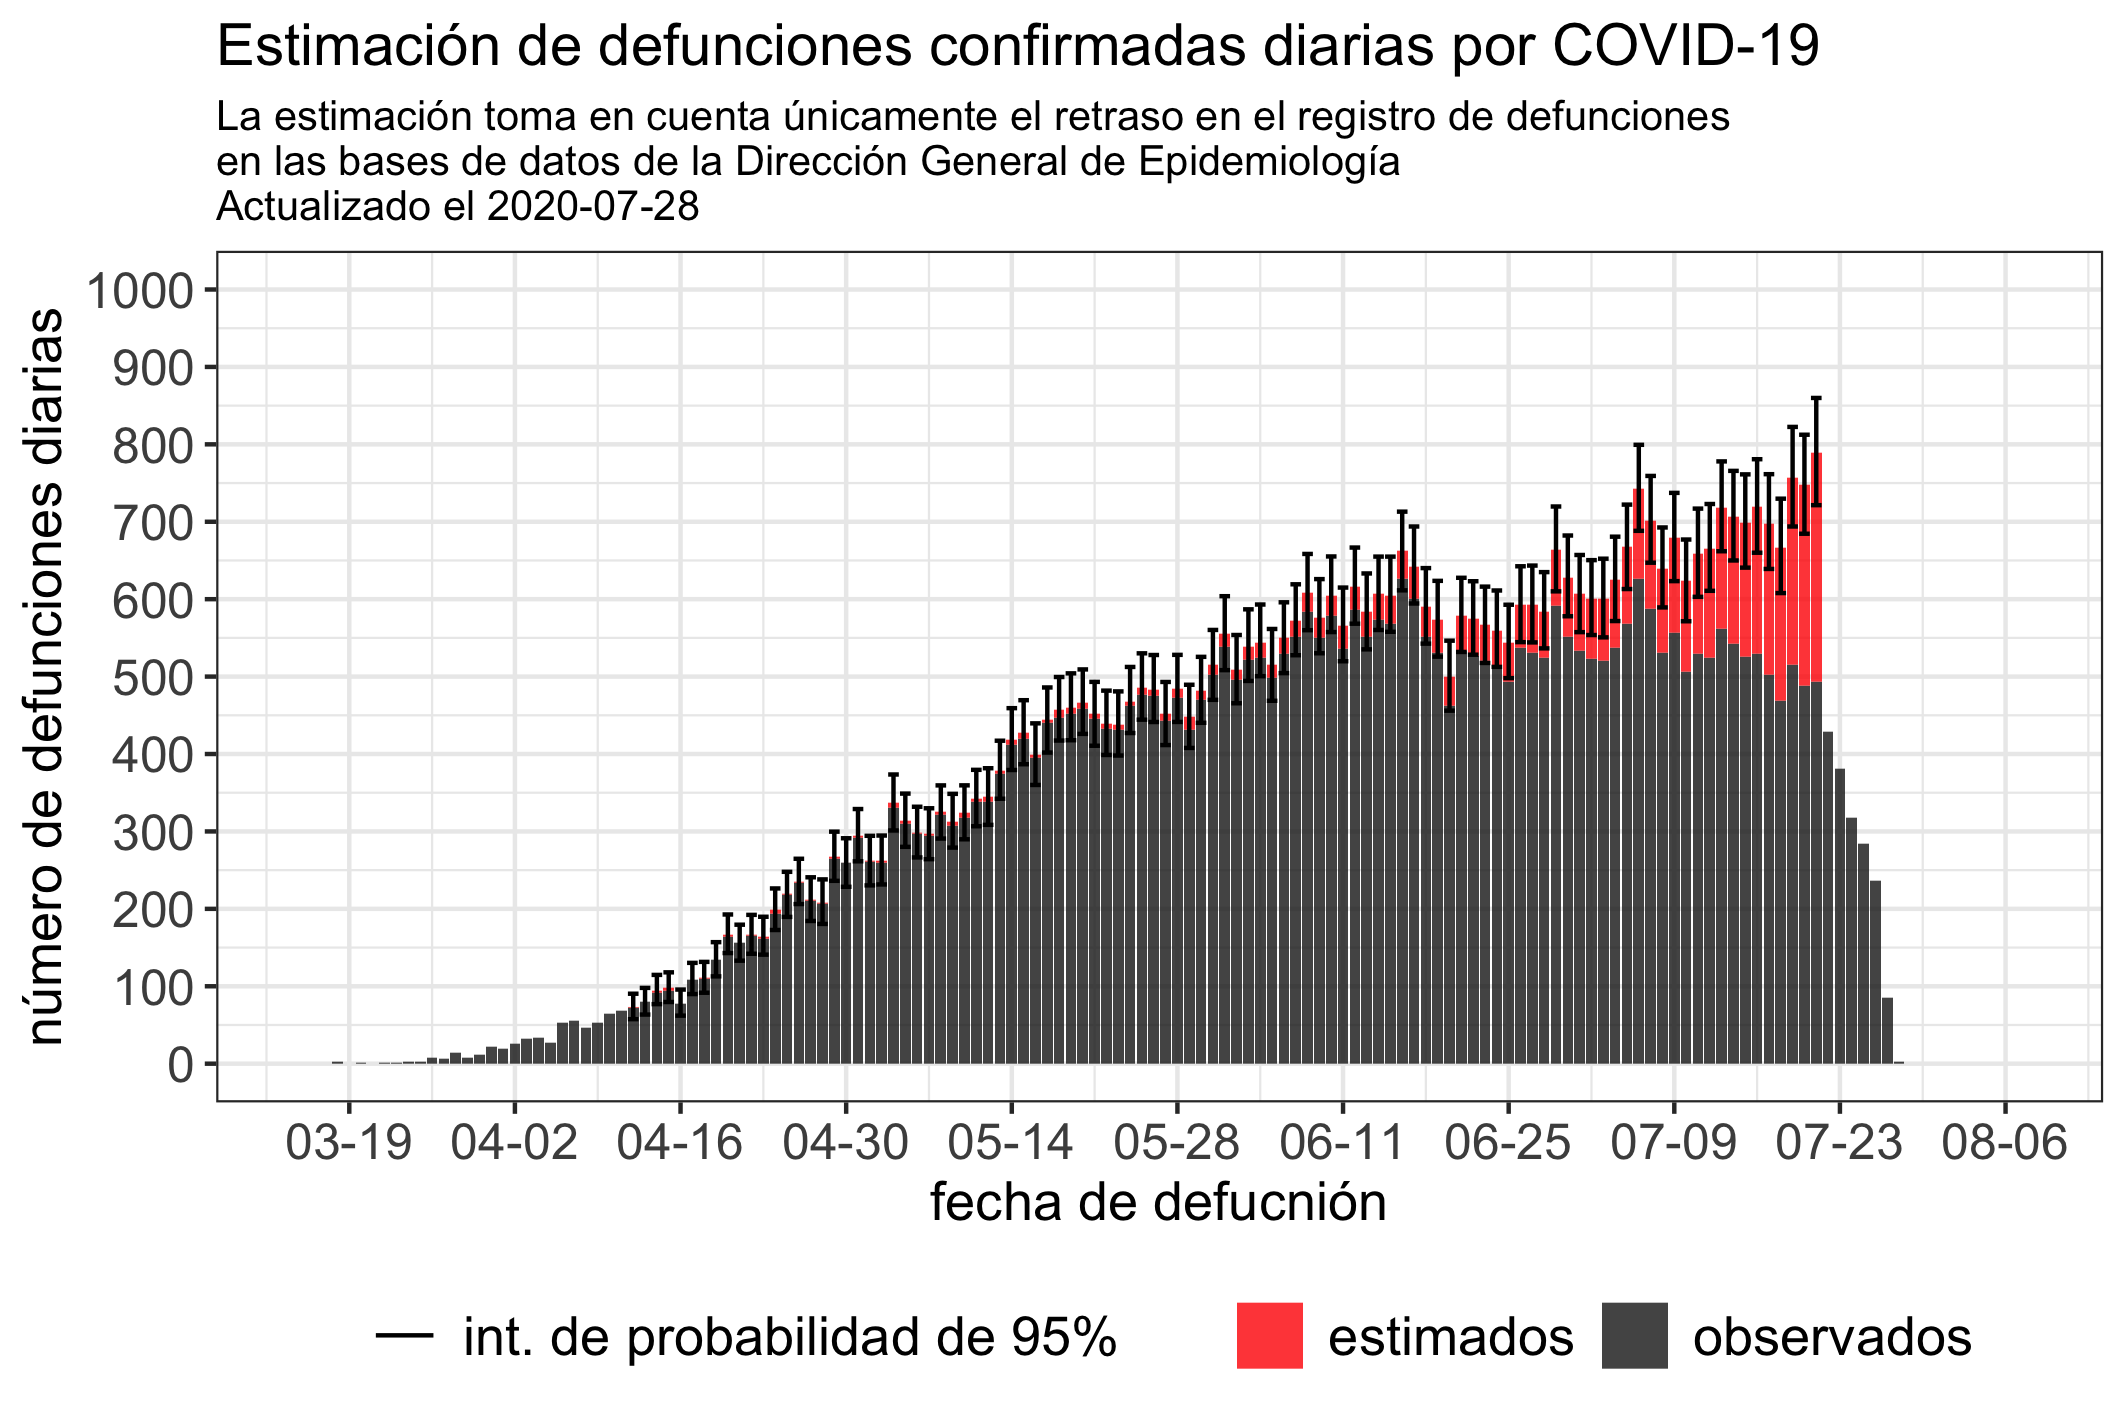 Estimación de defunciones confirmadas diarias por COVID-19
La estimación toma en cuenta únicamente el retraso en el registro de defunciones
en las bases de datos de la Dirección General de Epidemiología
Actualizado el 2020-07-28
número de defunciones diarias
1000
900
800
700
600
500
400
300
200
100
0
03-19 04-02 04-16 04-30 05-14 05-28 06-11 06-25 07-09 07-23 08-06
fecha de defucnión
int. de probabilidad de 95% estimados observados